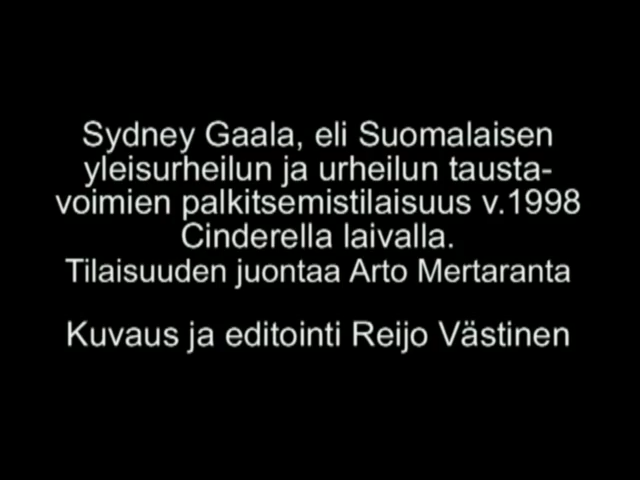 Sydney Gaala, eli Suomalaisen
yleisurheilun ja urheilun tausta-
voimien palkitsemistilaisuus v.1998
Cinderella laivalla.
Tilaisuuden juontaa Arto Mertaranta
Kuvaus ja editointi Reijo Västinen